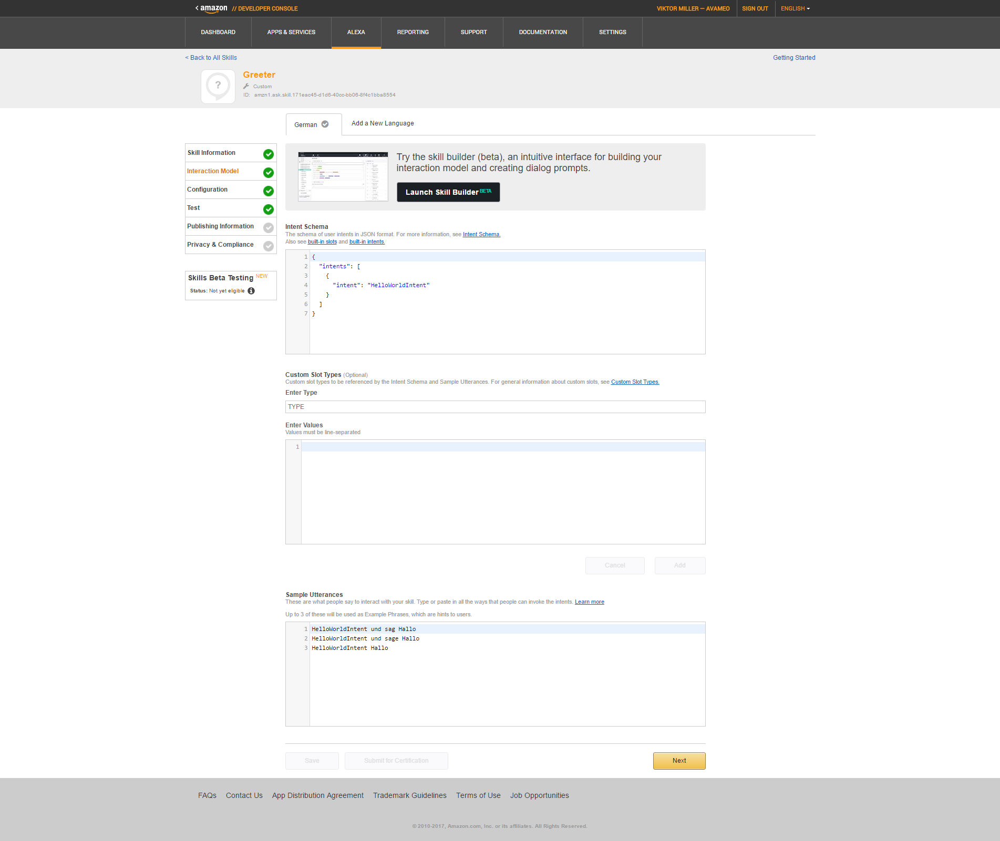 < amazon // DEVELOPER CONSOLE
VIKTOR MILLER — AVAMEO SIGN OUT ENGLISH
DASHBOARD APPS & SERVICES ALEXA REPORTING SUPPORT DOCUMENTATION SETTINGS
< Back to All Skills
Getting Started
?
Greeter
Custom
ID: amzn1.ask.skill.171eac45-d1d6-40cc-bb06-8f4c1bba8554
German
Add a New Language
Skill Information
Interaction Model
Configuration
Test
Publishing Information
Privacy & Compliance
Skills Beta Testing NEW
Status: Not yet eligible
Try the skill builder (beta), an intuitive interface for building your
interaction model and creating dialog prompts.
Launch Skill Builder BETA
Intent Schema
The schema of user intents in JSON format. For more information, see Intent Schema.
Also see built-in slots and built-in intents.
1 {
2 "intents": [
3 {
4 "intent": "HelloWorldIntent"
5 }
6 ]
7 }
Custom Slot Types (Optional)
Custom slot types to be referenced by the Intent Schema and Sample Utterances. For general information about custom slots, see Custom Slot Types.
Enter Type
TYPE
Enter Values
Values must be line-separated
1
Cancel Add
Sample Utterances
These are what people say to interact with your skill. Type or paste in all the ways that people can invoke the intents. Learn more
Up to 3 of these will be used as Example Phrases, which are hints to users.
1 HelloWorldIntent und sag Hallo
2 HelloWorldIntent und sage Hallo
3 HelloWorldIntent Hallo
Save Submit for Certification Next
FAQs Contact Us App Distribution Agreement Trademark Guidelines Terms of Use Job Opportunities
© 2010-2017, Amazon.com, Inc. or its affiliates. All Rights Reserved.